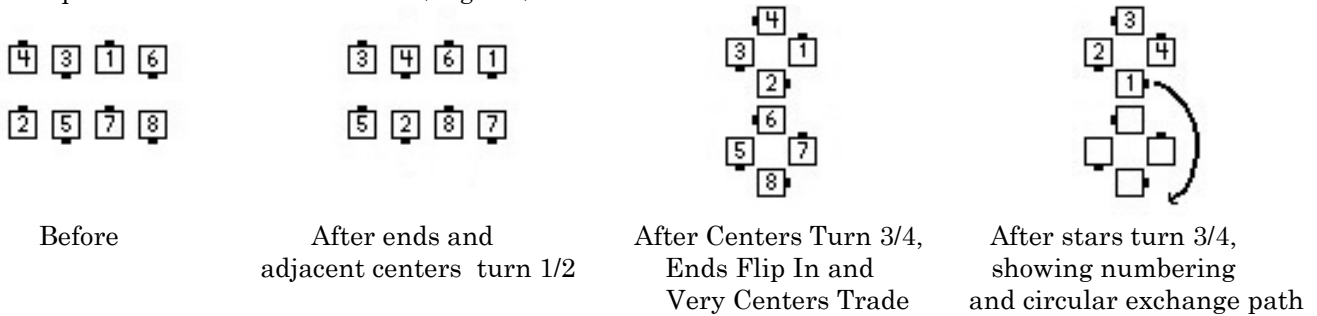 4 3 1 6
2 5 7 8
3 4 6 1
5 2 8 7
4
3 1
2
6
5 7
8
3
2 4
1
Before
After ends and
adjacent centers turn 1/2
After Centers Turn 3/4,
Ends Flip In and
Very Centers Trade
After stars turn 3/4,
showing numbering
and circular exchange path